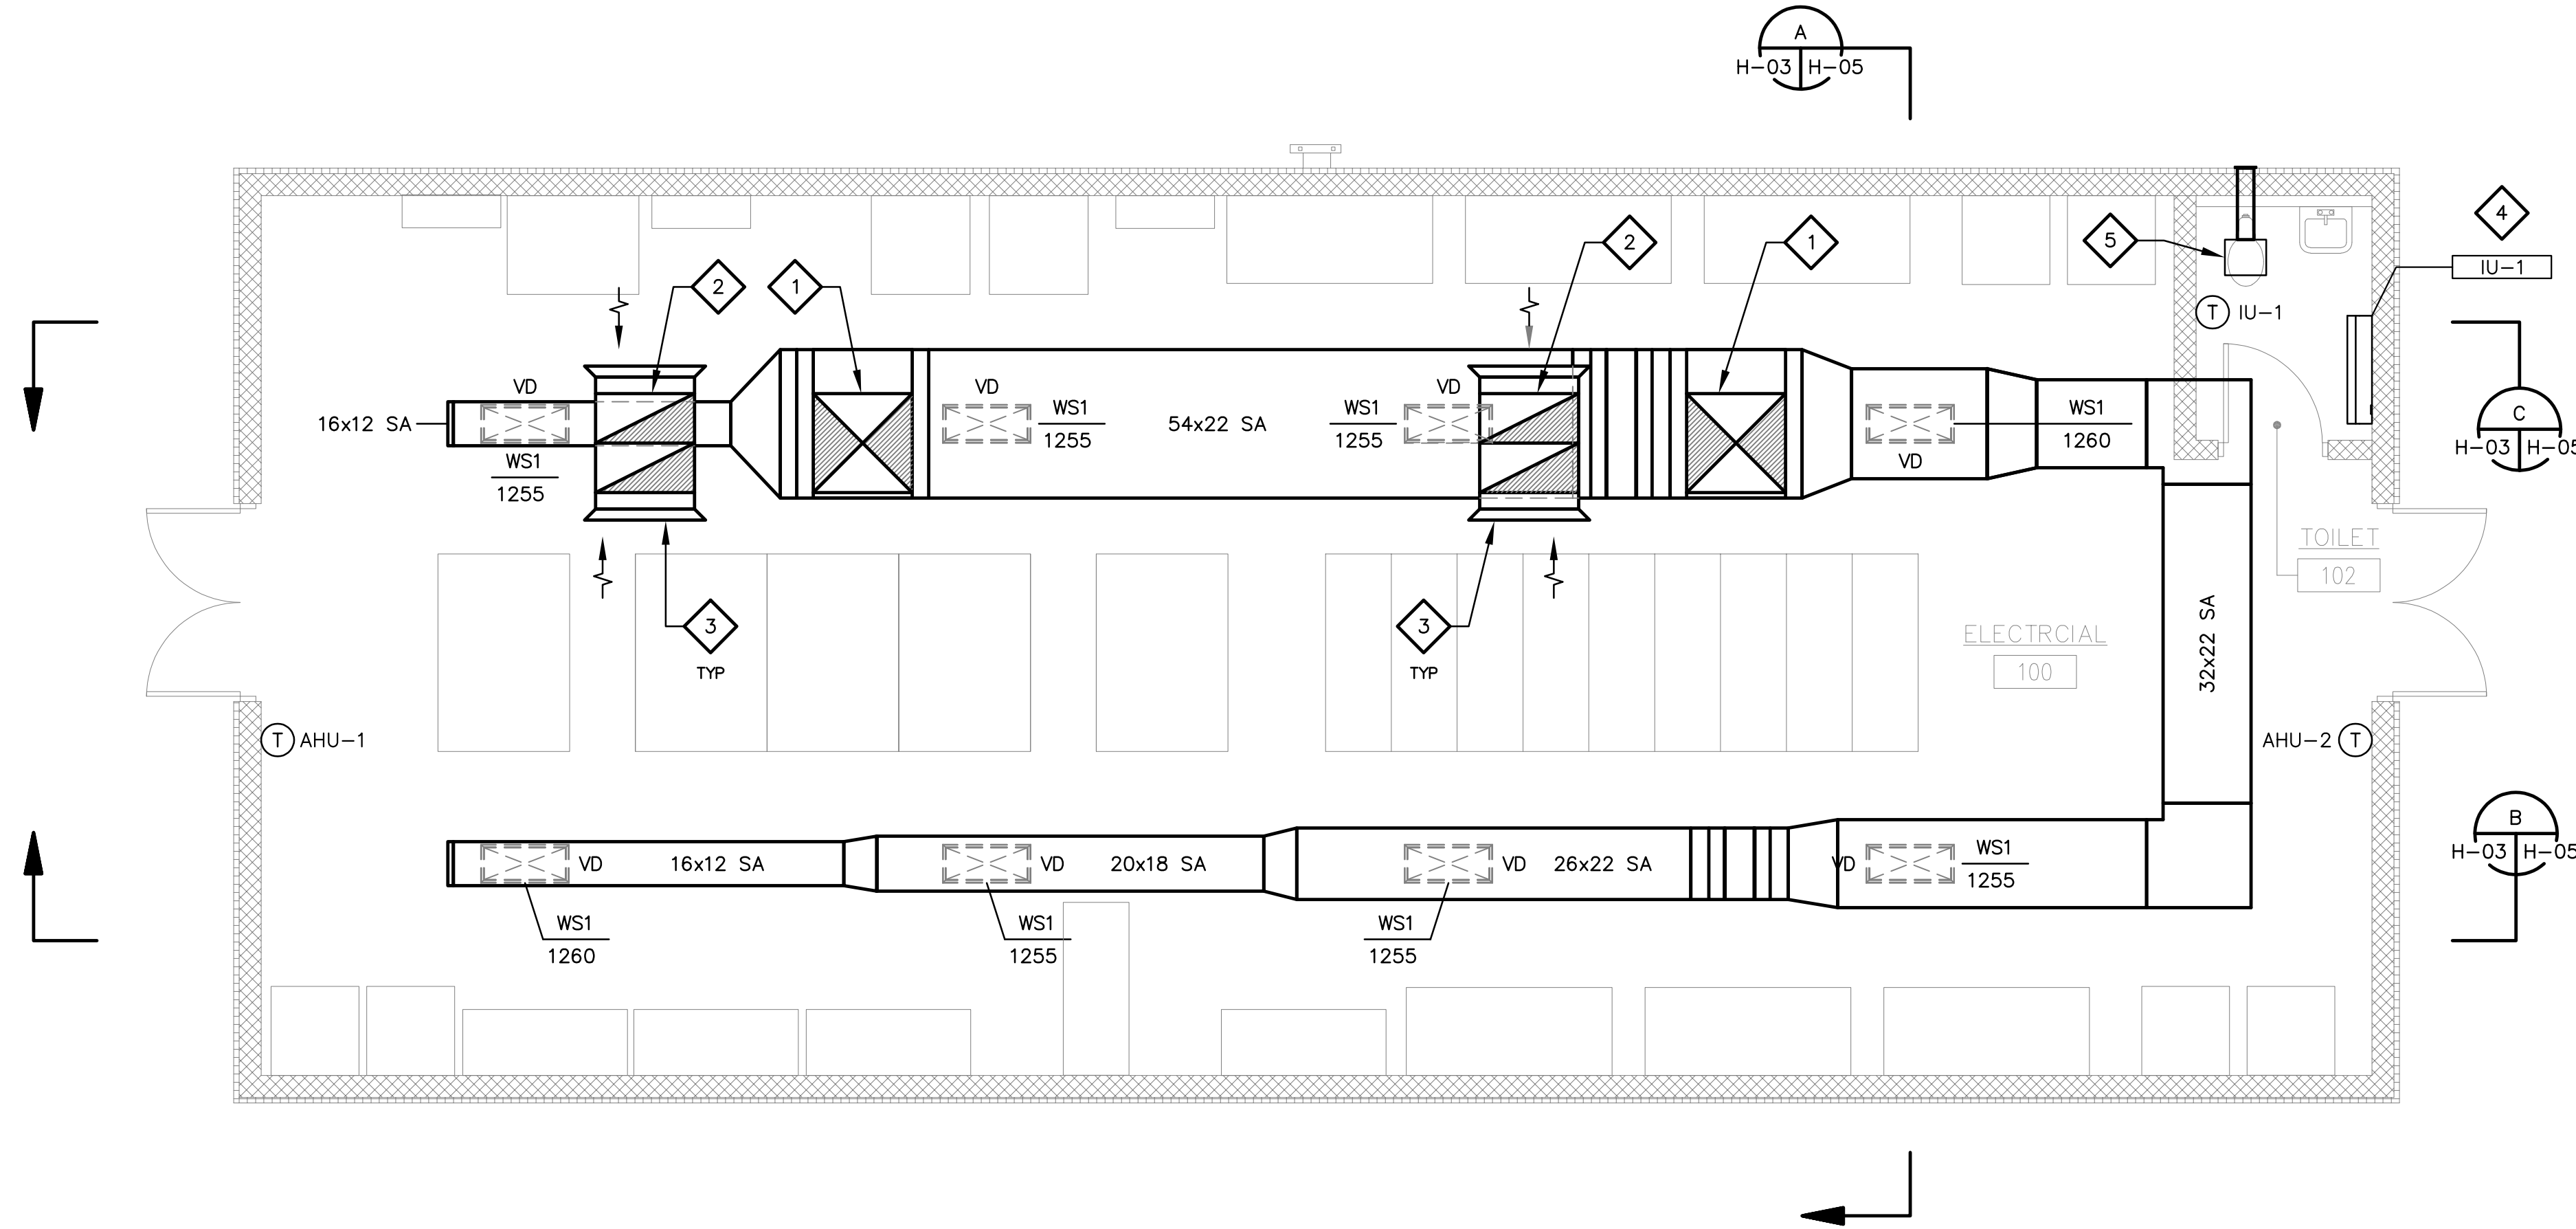 A
H-03 H-05
4
2
1
5
IU-1
2
1
T IU-1
VD
VD
16x12 SA
WS1
1255
54x22 SA
WS1
1255
WS1
1260
C
H-03 H-05
WS1
1255
VD
TOILET
102
3
TYP
3
TYP
ELECTRCIAL
100
32x22 SA
T AHU-1
AHU-2 T
B
H-03 H-05
VD
16x12 SA
VD
20x18 SA
VD
26x22 SA
VD
WS1
1255
WS1
1260
WS1
1255
WS1
1255